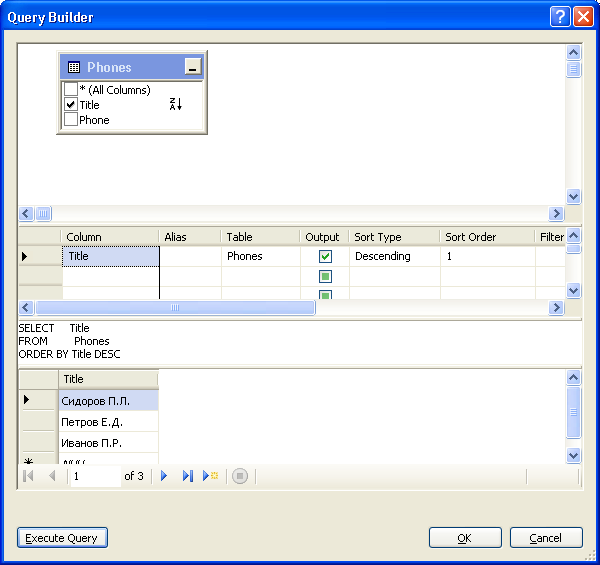 Query Builder
Phones
* (All Columns)
Title
Phone
Column Alias Table Output Sort Type Sort Order Filter
Title Phones Descending 1
SELECT Title
FROM Phones
ORDER BY Title DESC
Title
Сидоров П.Л.
Петров Е.Д.
Иванов П.Р.
1 of 3
Execute Query OK Cancel